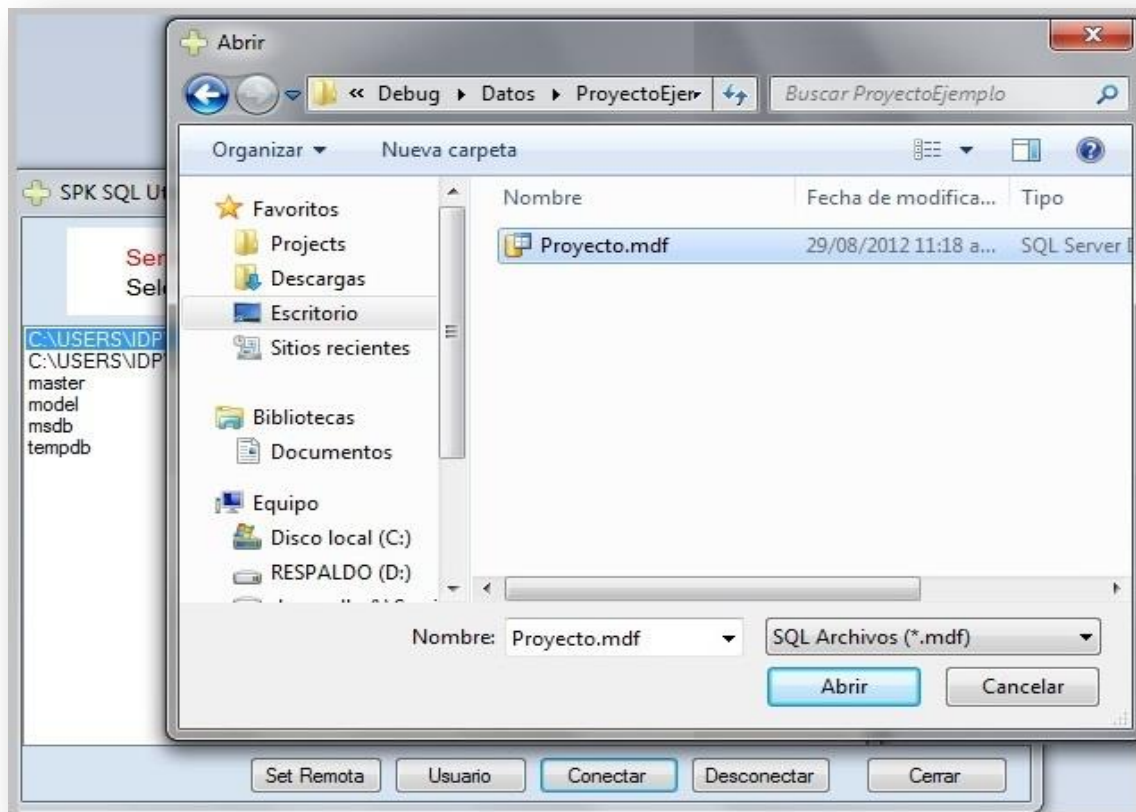 Abrir
« Debug ▸ Datos ▸ ProyectoEjer
Buscar ProyectoEjemplo
Organizar
Nueva carpeta
SPK SQL
Favoritos
Projects
Descargas
Escritorio
Sitios recientes
Bibliotecas
Documentos
Equipo
Disco local (C:)
RESPALDO (D:)
Nombre
Fecha de modifica...
Tipo
Proyecto.mdf
29/08/2012 11:18 a...
SQL Server
C:\USERS\IDP
C:\USERS\IDP
master
model
msdb
tempdb
Nombre: Proyecto.mdf
SQL Archivos (*.mdf)
Abrir
Cancelar
Set Remota
Usuario
Conectar
Desconectar
Cerrar